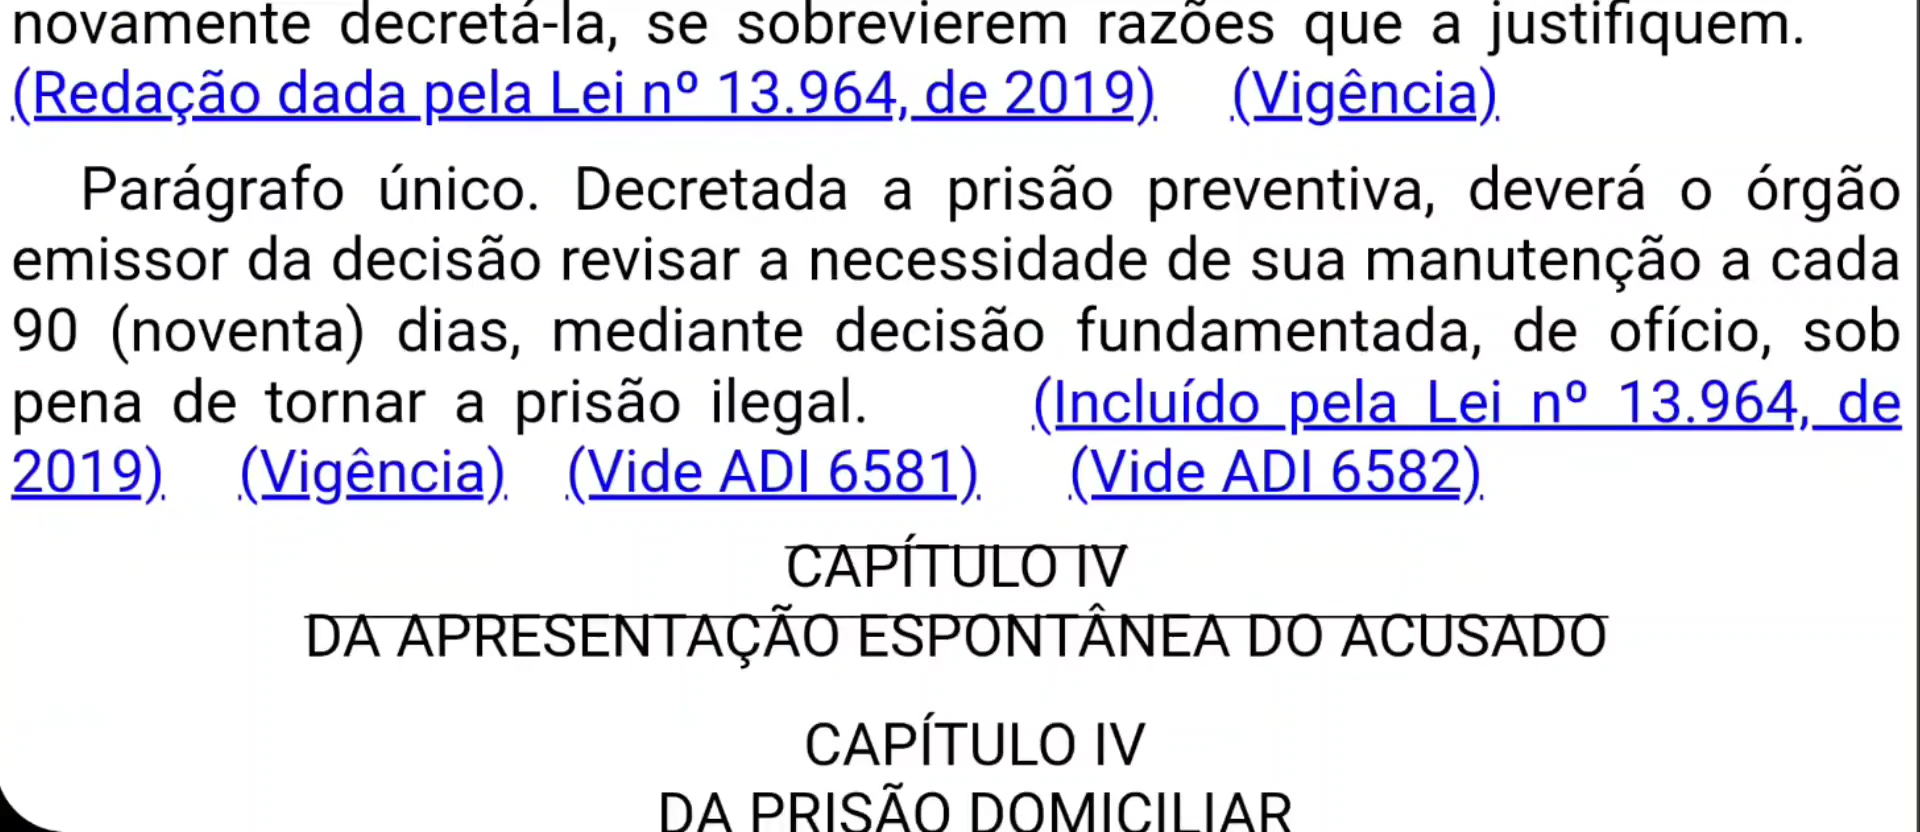 novamente decretá-la, se sobrevierem razões que a justifiquem.
(Redação dada pela Lei nº 13.964, de 2019) (Vigência)
Parágrafo único. Decretada a prisão preventiva, deverá o órgão
emissor da decisão revisar a necessidade de sua manutenção a cada
90 (noventa) dias, mediante decisão fundamentada, de ofício, sob
pena de tornar a prisão ilegal. (Incluído pela Lei nº 13.964, de
2019) (Vigência) (Vide ADI 6581) (Vide ADI 6582)
CAPÍTULO IV
DA APRESENTAÇÃO ESPONTÂNEA DO ACUSADO
CAPÍTULO IV
DA PRISÃO DOMICILIAR